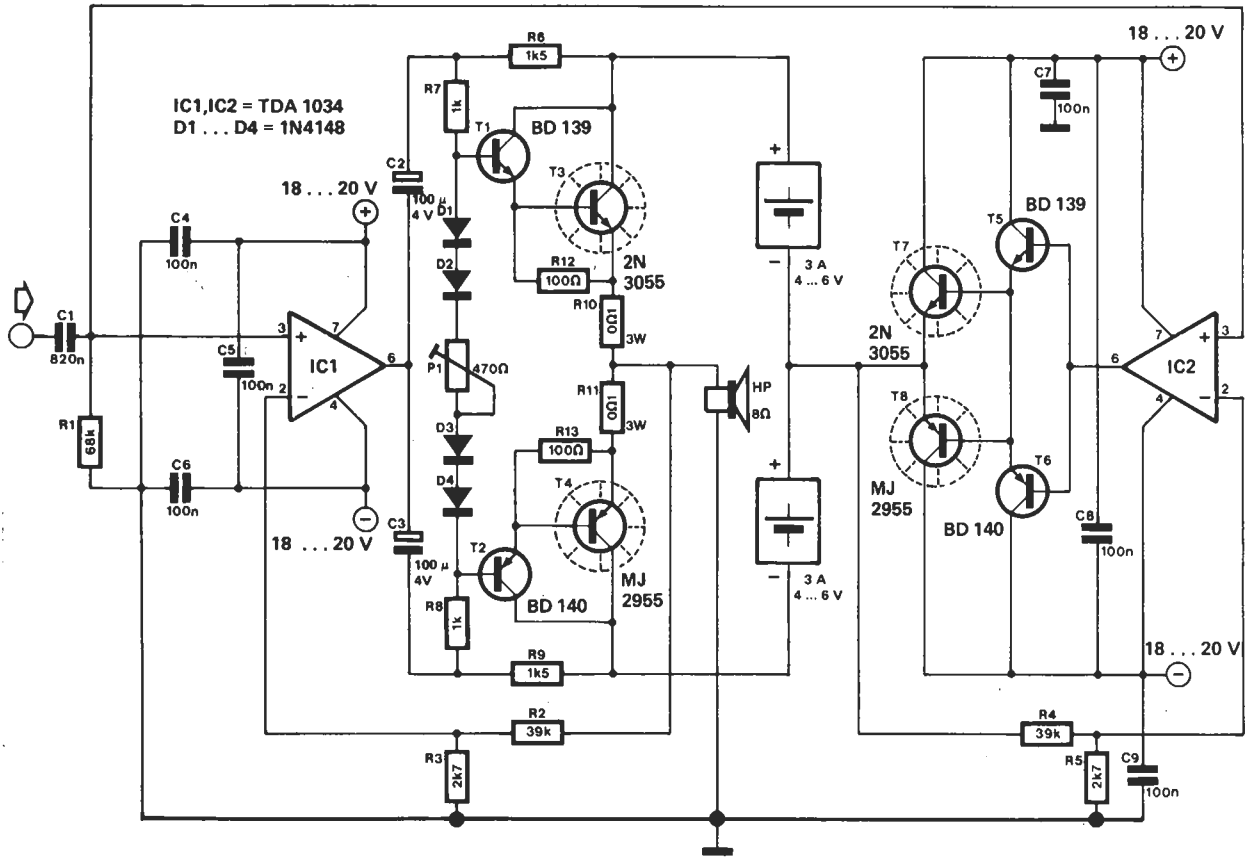 18 ... 20 V
+
IC1,IC2 = TDA 1034
D1 ... D4 = 1N4148
R6
1k5
R7
1k
T1
BD 139
C7
100n
C2
100 µ
4 V
18 ... 20 V
+
C4
100n
T3
2N
3055
D1
D2
R12
100Ω
R10
0Ω1
3W
+
−
3 A
4 ... 6 V
T7
2N
3055
T5
BD 139
C1
820n
3
+
7
IC1
6
2
−
4
C5
100n
P1
470Ω
R11
0Ω1
3W
HP
8Ω
7
3
+
6
IC2
4
−
2
R1
68k
C6
100n
−
18 ... 20 V
D3
D4
R13
100Ω
T4
MJ
2955
T8
MJ
2955
T6
BD 140
C8
100n
C3
100 µ
4V
T2
BD 140
+
−
3 A
4 ... 6 V
R8
1k
R9
1k5
18 ... 20 V
−
R2
39k
R4
39k
R3
2k7
R5
2k7
C9
100n